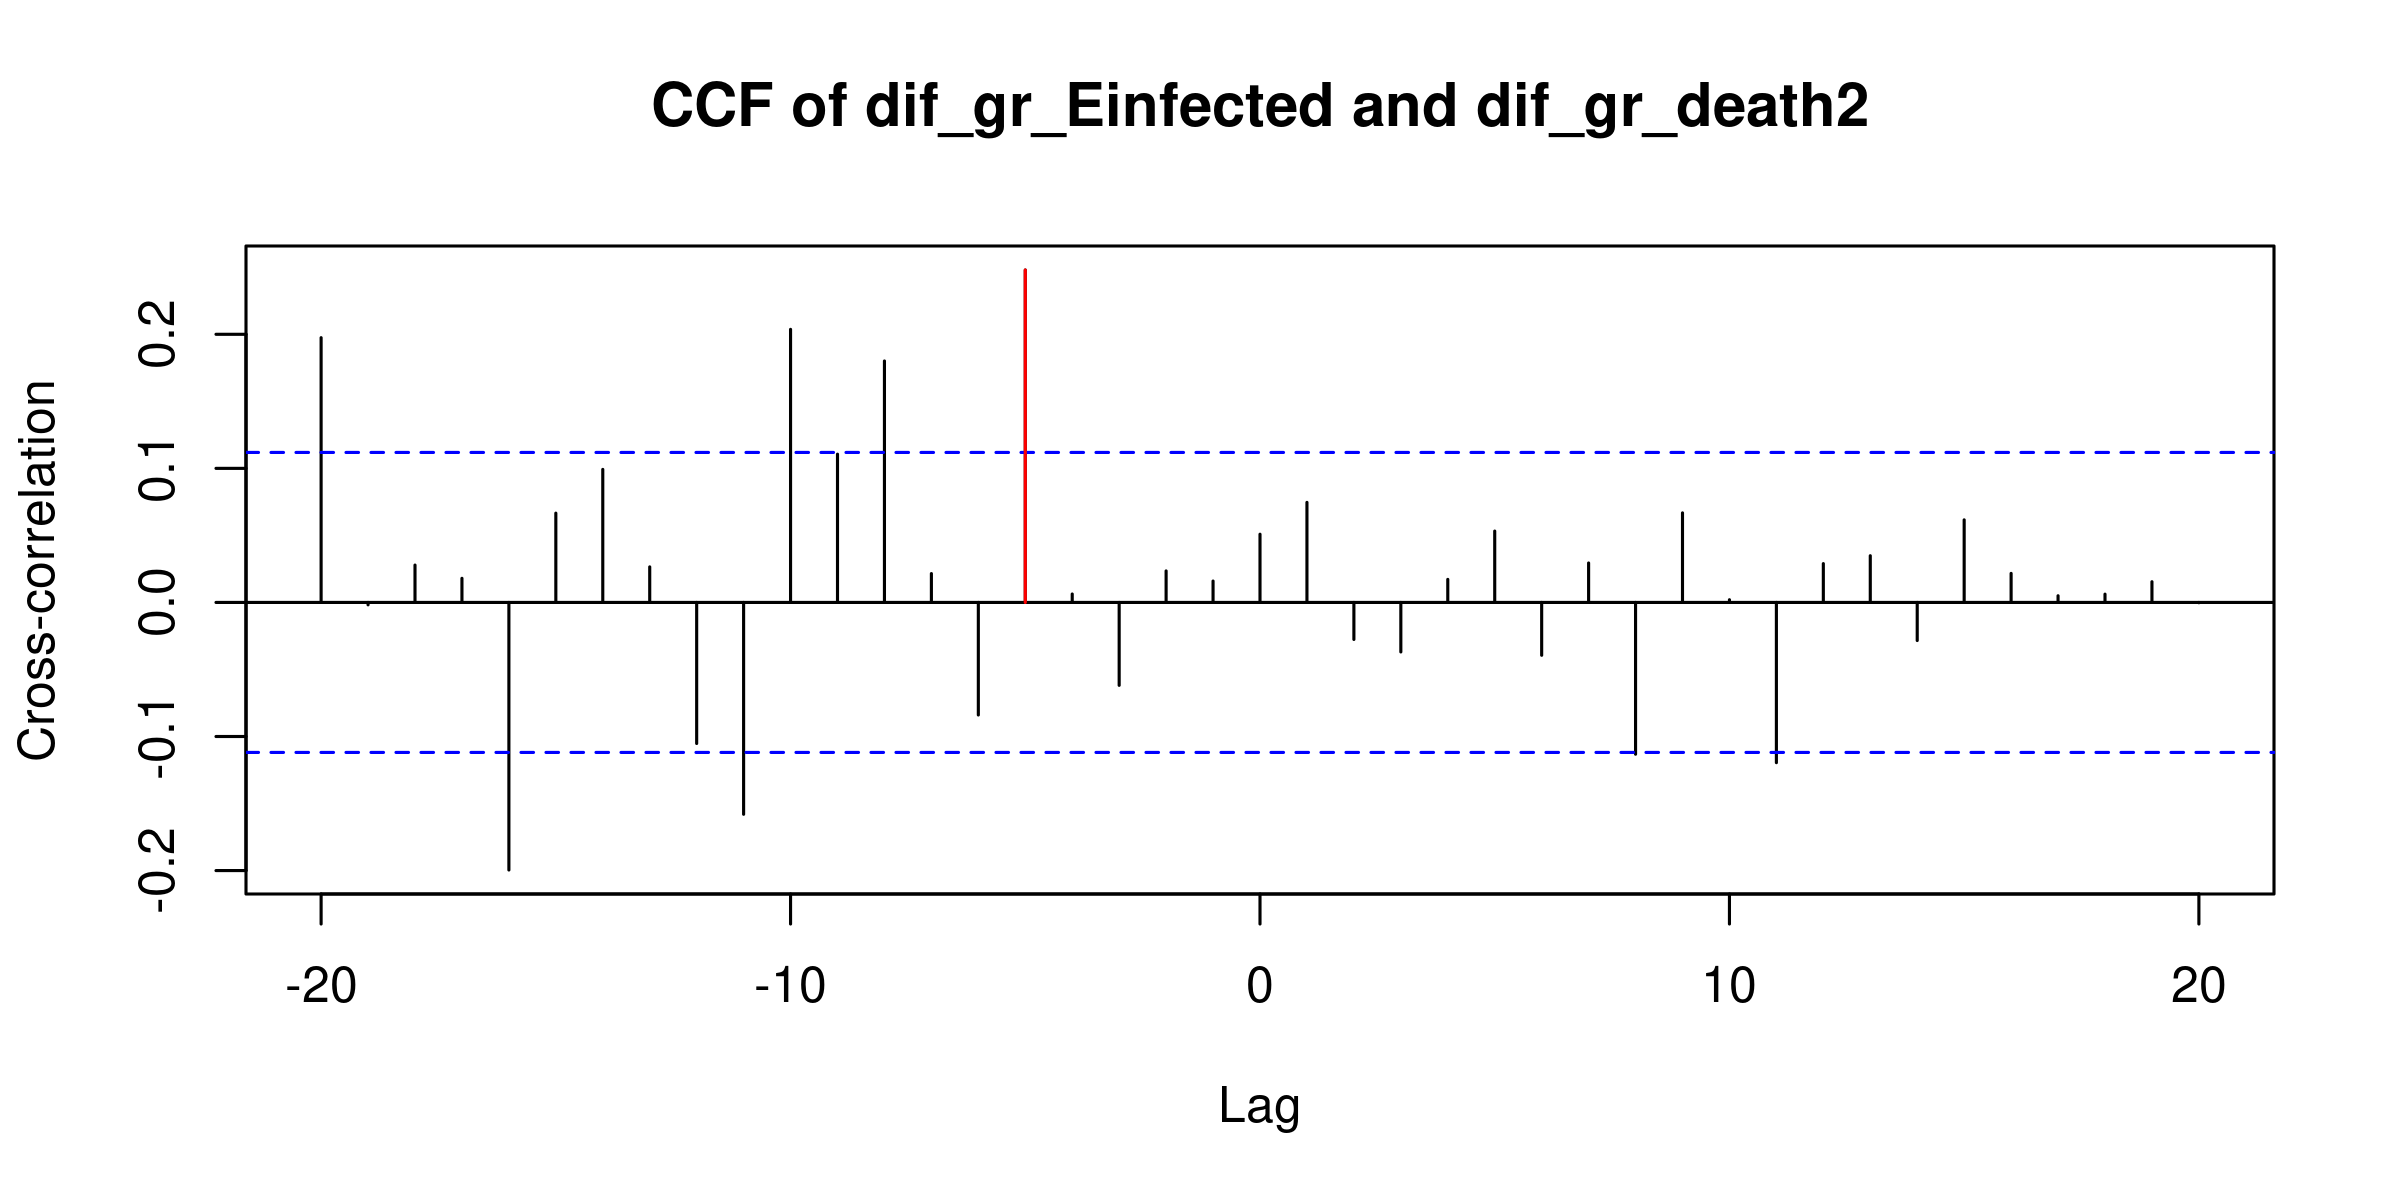 CCF of dif_gr_Einfected and dif_gr_death2
Cross-correlation
0.2
0.1
0.0
-0.1
-0.2
-20 -10 0 10 20
Lag